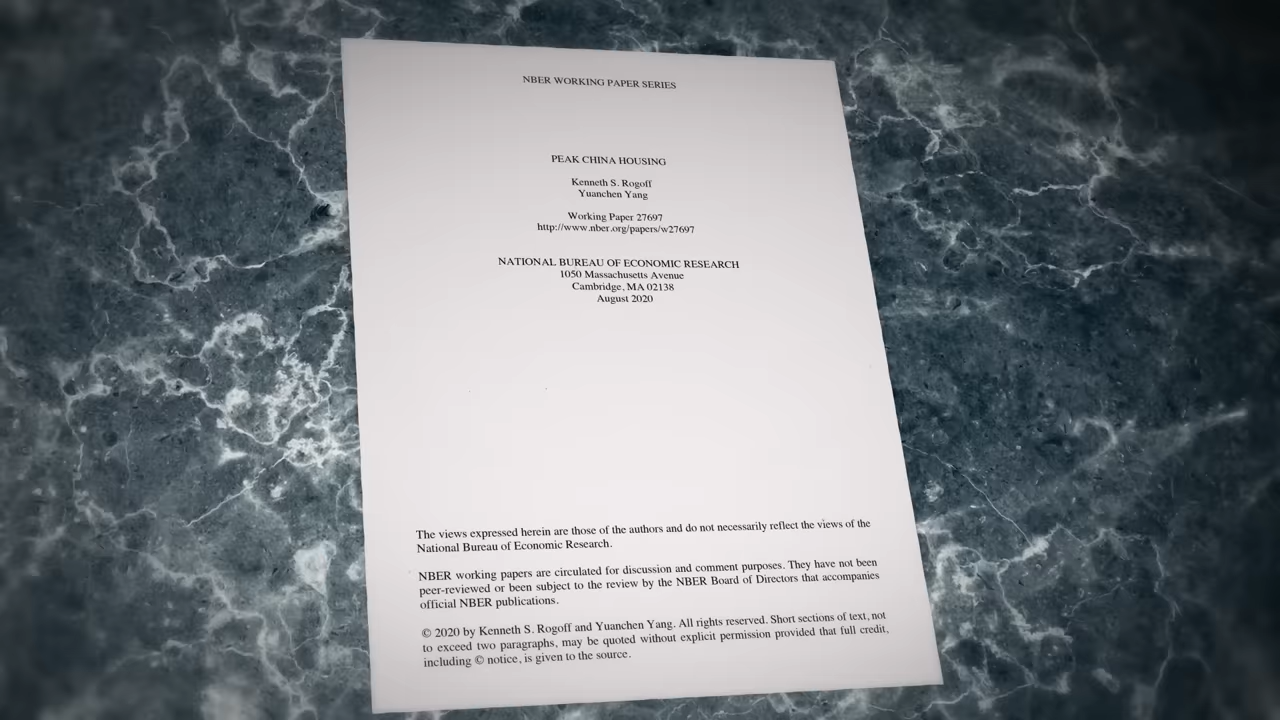 NBER WORKING PAPER SERIES
PEAK CHINA HOUSING
Kenneth S. Rogoff
Yuanchen Yang
Working Paper 27697
http://www.nber.org/papers/w27697
NATIONAL BUREAU OF ECONOMIC RESEARCH
1050 Massachusetts Avenue
Cambridge, MA 02138
August 2020
The views expressed herein are those of the authors and do not necessarily reflect the views of the
National Bureau of Economic Research.
NBER working papers are circulated for discussion and comment purposes. They have not been
peer-reviewed or been subject to the review by the NBER Board of Directors that accompanies
official NBER publications.
© 2020 by Kenneth S. Rogoff and Yuanchen Yang. All rights reserved. Short sections of text, not
to exceed two paragraphs, may be quoted without explicit permission provided that full credit,
including © notice, is given to the source.